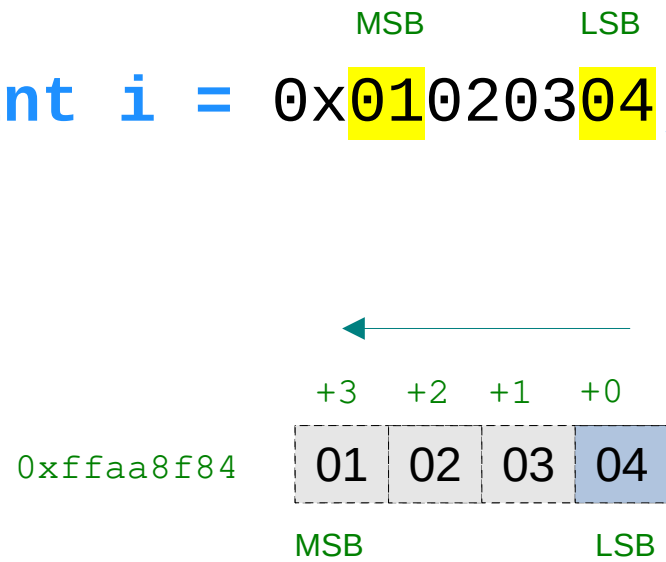 MSB LSB
nt i = 0x01020304
+3 +2 +1 +0
0xffaa8f84 01 02 03 04
MSB LSB